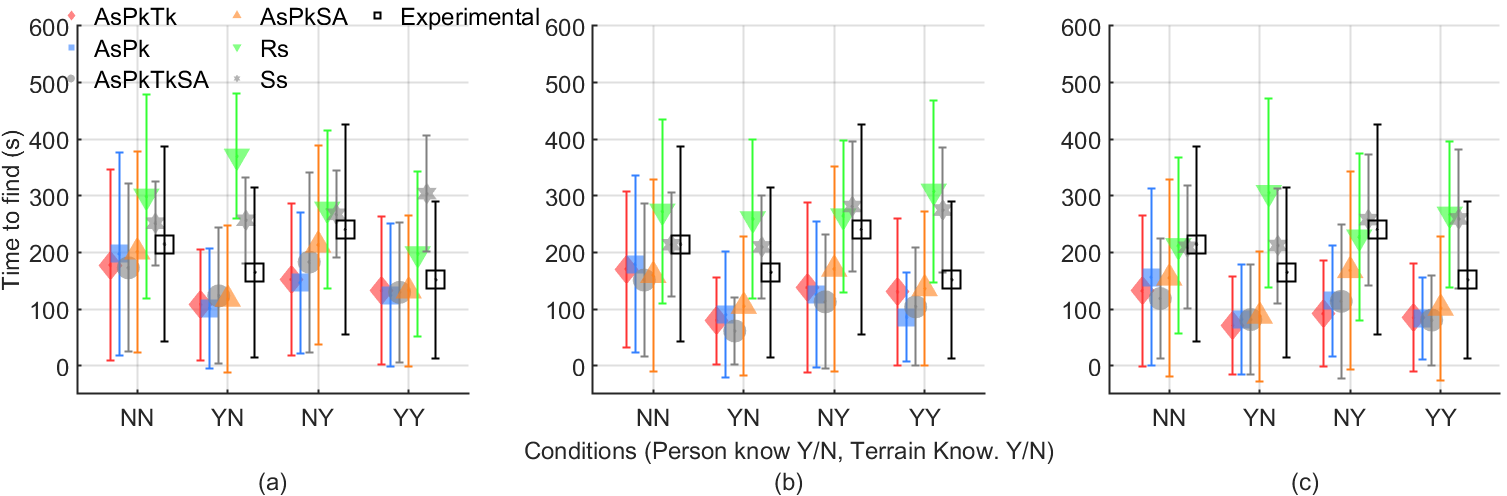 AsPkTk AsPkSA Experimental
AsPk Rs
AsPkTkSA Ss
Time to find (s)
600 600 600
500 500 500
400 400 400
300 300 300
200 200 200
100 100 100
0 0 0
NN YN NY YY NN YN NY YY NN YN NY YY
Conditions (Person know Y/N, Terrain Know. Y/N)
(a) (b) (c)